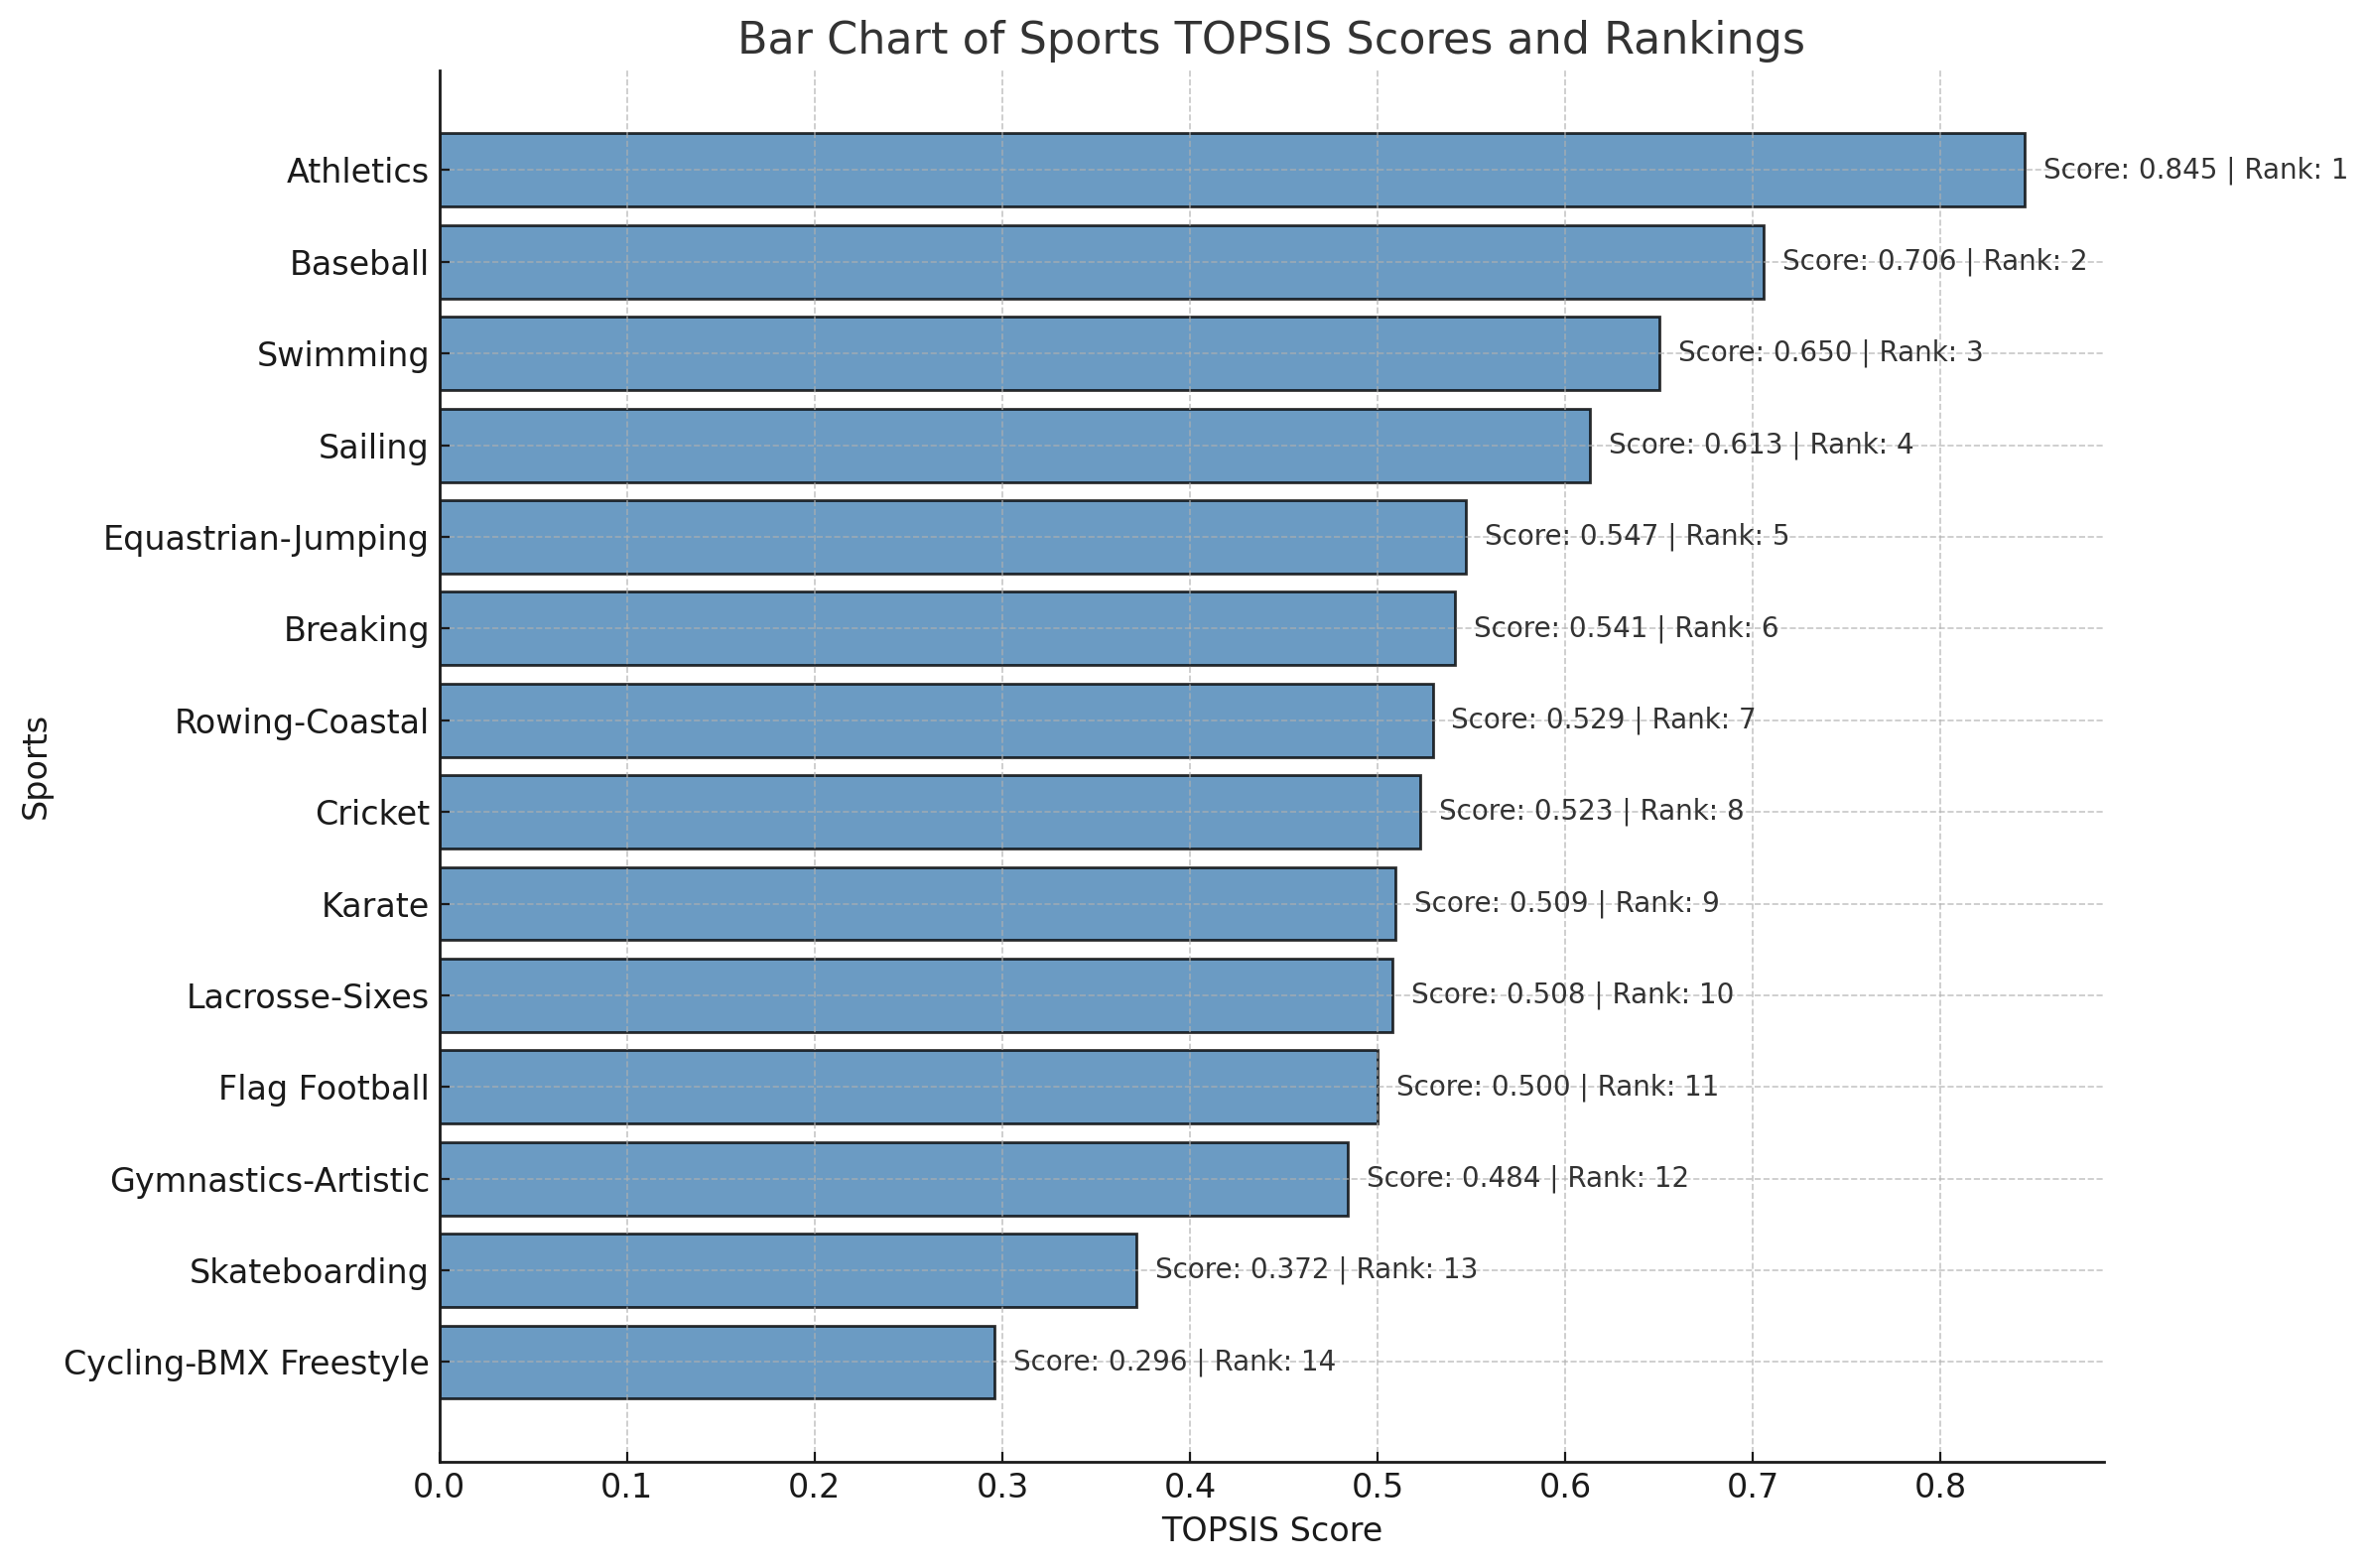 Bar Chart of Sports TOPSIS Scores and Rankings
Athletics
Score: 0.845 | Rank: 1
Baseball
Score: 0.706 | Rank: 2
Swimming
Score: 0.650 | Rank: 3
Sailing
Score: 0.613 | Rank: 4
Equastrian-Jumping
Score: 0.547 | Rank: 5
Breaking
Score: 0.541 | Rank: 6
Rowing-Coastal
Score: 0.529 | Rank: 7
Cricket
Score: 0.523 | Rank: 8
Karate
Score: 0.509 | Rank: 9
Lacrosse-Sixes
Score: 0.508 | Rank: 10
Flag Football
Score: 0.500 | Rank: 11
Gymnastics-Artistic
Score: 0.484 | Rank: 12
Skateboarding
Score: 0.372 | Rank: 13
Cycling-BMX Freestyle
Score: 0.296 | Rank: 14
Sports
0.0 0.1 0.2 0.3 0.4 0.5 0.6 0.7 0.8
TOPSIS Score